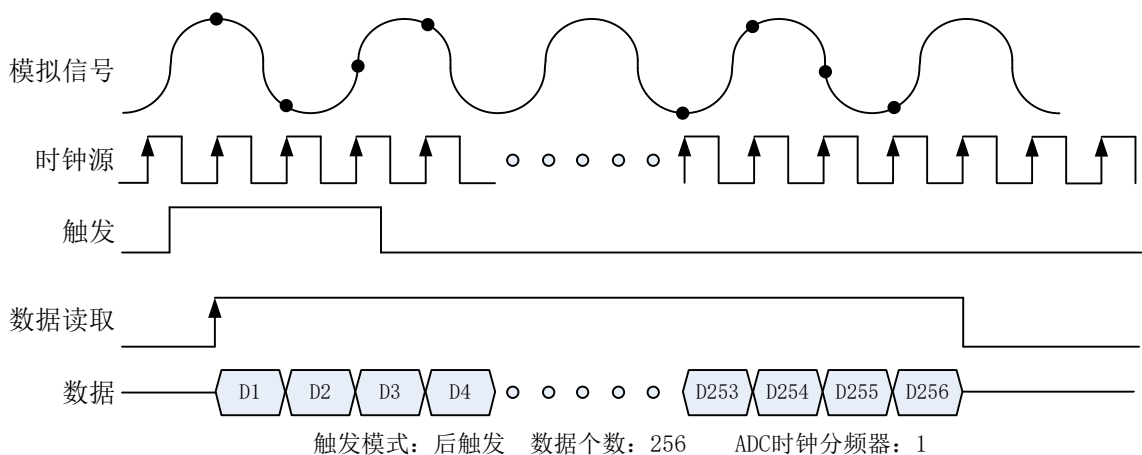 模拟信号
时钟源
触发
数据读取
数据 D1 D2 D3 D4 D253 D254 D255 D256
触发模式：后触发 数据个数：256 ADC时钟分频器：1